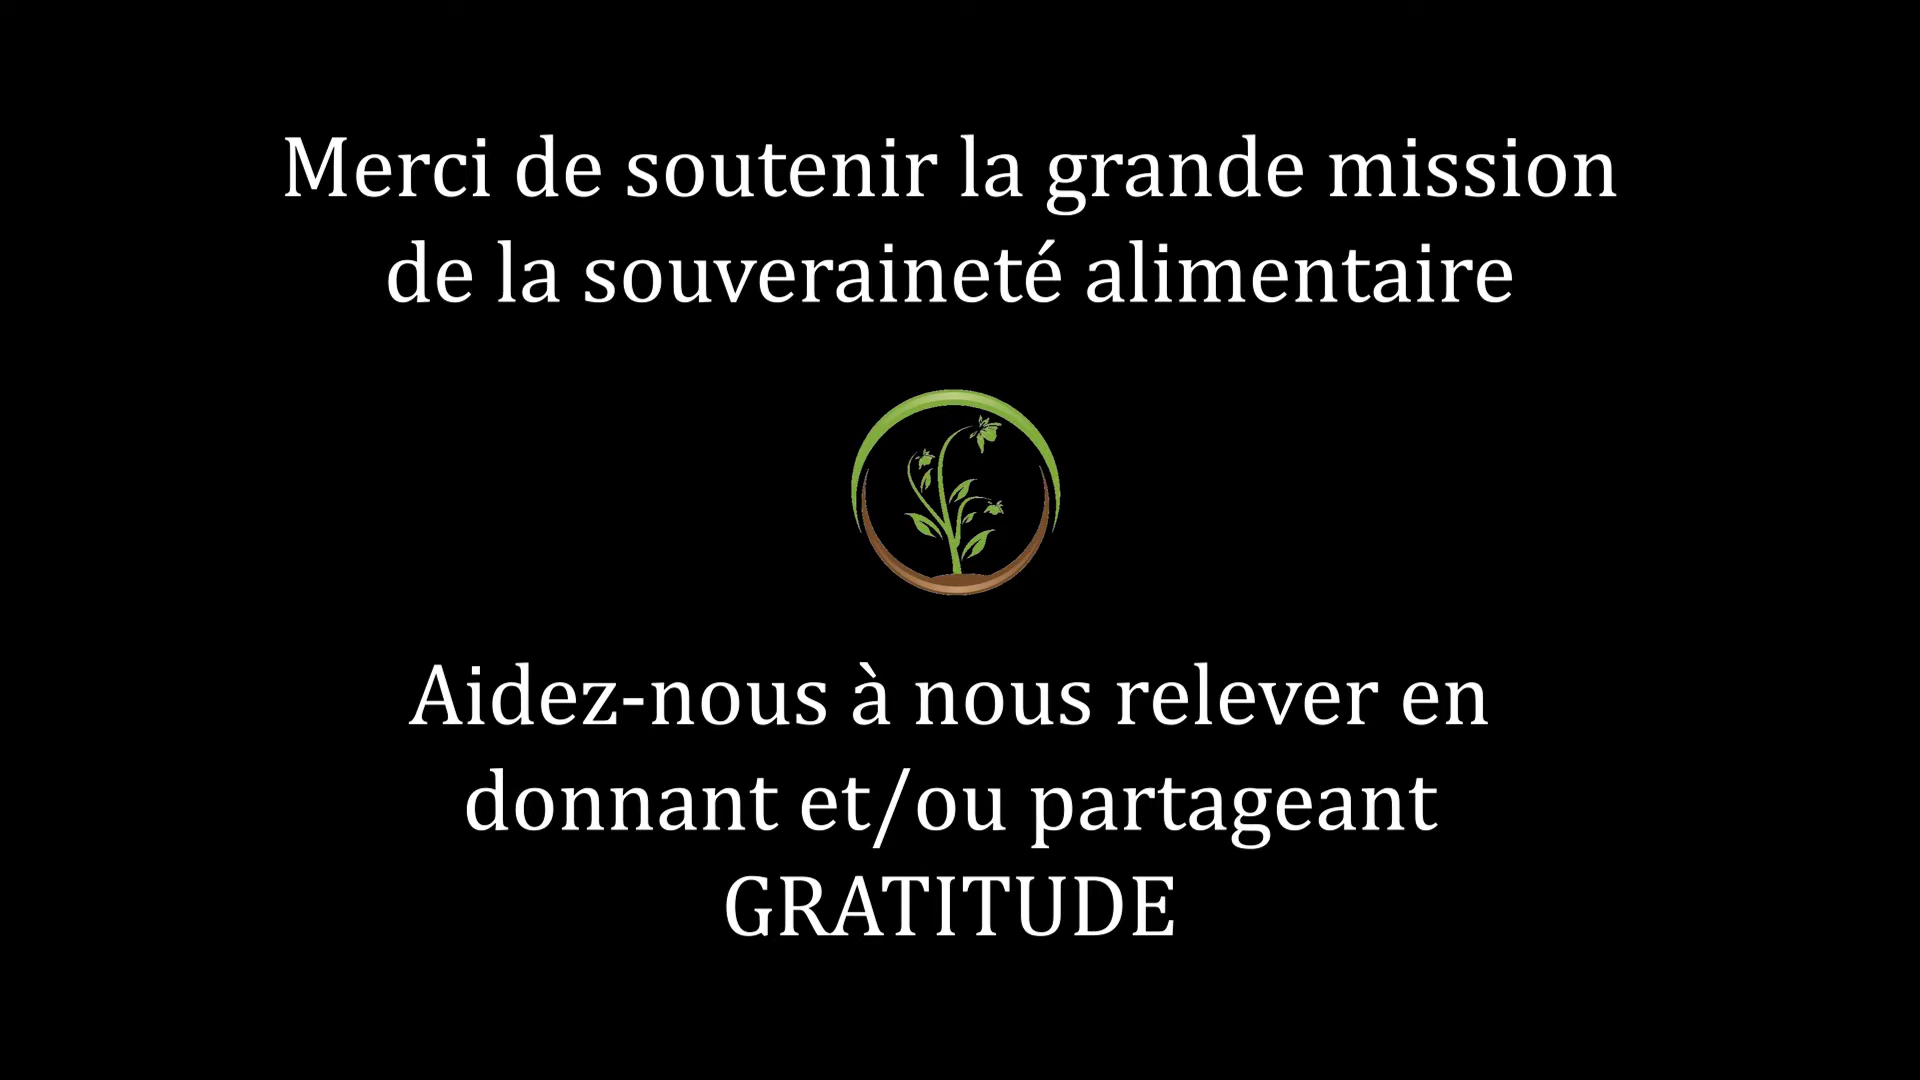 Merci de soutenir la grande mission
de la souveraineté alimentaire
Aidez-nous à nous relever en
donnant et/ou partageant
GRATITUDE